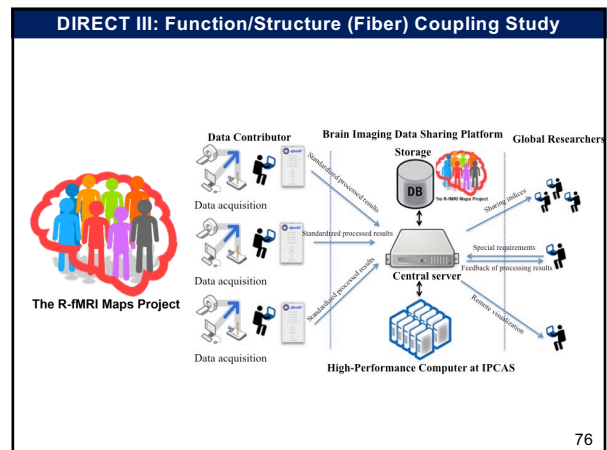 DIRECT III: Function/Structure (Fiber) Coupling Study
The R-fMRI Maps Project
Data Contributor
Data acquisition
Data acquisition
Data acquisition
Standardized processed results
Standardized processed results
Standardized processed results
Brain Imaging Data Sharing Platform
Storage
DB
The R-fMRI Maps Project
Central server
High-Performance Computer at IPCAS
Global Researchers
Sharing indices
Special requirements
Feedback of processing results
Remote visualization
76